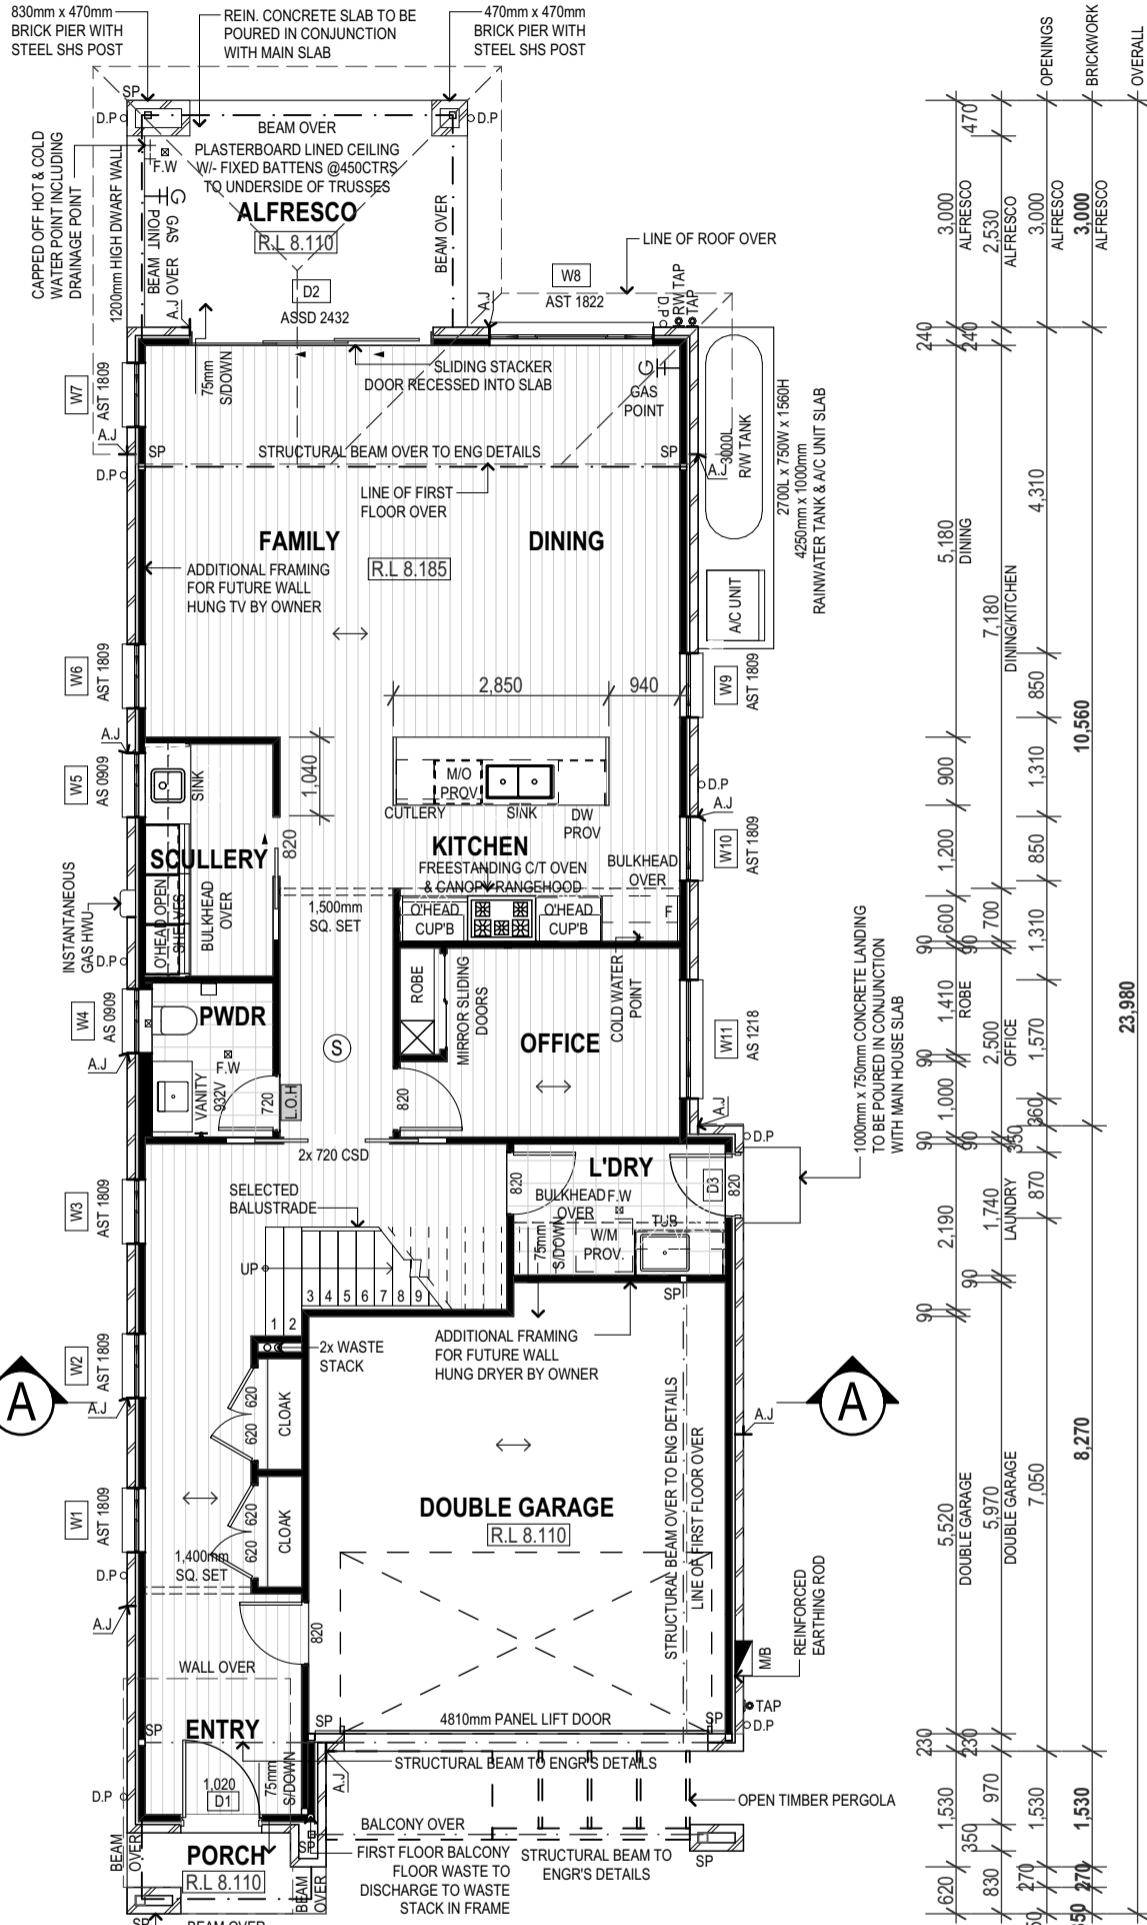 830mm x 470mm
BRICK PIER WITH
STEEL SHS POST
REIN. CONCRETE SLAB TO BE
POURED IN CONJUNCTION
WITH MAIN SLAB
470mm x 470mm
BRICK PIER WITH
STEEL SHS POST
OPENINGS
BRICKWORK
OVERALL
SP
D.P
D.P
BEAM OVER
PLASTERBOARD LINED CEILING
W/- FIXED BATTENS @450CTRS
TO UNDERSIDE OF TRUSSES
ALFRESCO
R.L 8.110
F.W
G GAS
POINT
BEAM OVER
BEAM OVER
A.J
CAPPED OFF HOT & COLD
WATER POINT INCLUDING
DRAINAGE POINT
1200mm HIGH DWARF WALL
LINE OF ROOF OVER
D2
ASSD 2432
W8
AST 1822
A.J
D.P
R/W TAP
TAP
75mm
S/DOWN
SLIDING STACKER
DOOR RECESSED INTO SLAB
G
GAS
POINT
W7
AST 1809
A.J
D.P
SP
STRUCTURAL BEAM OVER TO ENG DETAILS
SP
A.J
3000L
R/W TANK
2700L x 750W x 1560H
4250mm x 1000mm
RAINWATER TANK & A/C UNIT SLAB
LINE OF FIRST
FLOOR OVER
FAMILY
DINING
R.L 8.185
ADDITIONAL FRAMING
FOR FUTURE WALL
HUNG TV BY OWNER
A/C UNIT
W6
AST 1809
W9
AST 1809
2,850
940
A.J
W5
AS 0909
SINK
1,040
820
M/O
PROV
CUTLERY
SINK
DW
PROV
D.P
A.J
W10
AST 1809
SCULLERY
KITCHEN
FREESTANDING C/T OVEN
& CANOPY RANGEHOOD
BULKHEAD
OVER
O'HEAD OPEN
SHELVES
BULKHEAD
OVER
1,500mm
SQ. SET
O'HEAD
CUP'B
O'HEAD
CUP'B
F
INSTANTANEOUS
GAS HWU
D.P
W4
AS 0909
A.J
PWDR
F.W
VANITY
932V
720
L.O.H
S
ROBE
MIRROR SLIDING
DOORS
OFFICE
COLD WATER
POINT
820
W11
AS 1218
A.J
D.P
1000mm x 750mm CONCRETE LANDING
TO BE POURED IN CONJUNCTION
WITH MAIN HOUSE SLAB
2x 720 CSD
L'DRY
820
BULKHEAD
OVER
F.W
D3
820
75mm
S/DOWN
W/M
PROV.
TUB
W3
AST 1809
SELECTED
BALUSTRADE
UP
1 2 3 4 5 6 7 8 9
SP
ADDITIONAL FRAMING
FOR FUTURE WALL
HUNG DRYER BY OWNER
2x WASTE
STACK
W2
AST 1809
A.J
A
A
A.J
620
620
CLOAK
620
620
CLOAK
W1
AST 1809
D.P
A.J
1,400mm
SQ. SET
DOUBLE GARAGE
R.L 8.110
STRUCTURAL BEAM OVER TO ENG DETAILS
LINE OF FIRST FLOOR OVER
REINFORCED
EARTHING ROD
M/B
TAP
D.P
820
WALL OVER
SP
ENTRY
1,020
D1
75mm
S/DOWN
D.P
SP
4810mm PANEL LIFT DOOR
SP
STRUCTURAL BEAM TO ENGR'S DETAILS
A.J
OPEN TIMBER PERGOLA
BALCONY OVER
FIRST FLOOR BALCONY
FLOOR WASTE TO
DISCHARGE TO WASTE
STACK IN FRAME
STRUCTURAL BEAM TO
ENGR'S DETAILS
SP
BEAM
OVER
PORCH
R.L 8.110
SP
BEAM
OVER
SP
BEAM OVER
3,000
ALFRESCO
240
5,180
DINING
900
1,200
600
90
1,410
ROBE
90
1,000
90
2,190
90
5,520
DOUBLE GARAGE
230
1,530
620
470
2,530
ALFRESCO
240
7,180
DINING/KITCHEN
700
90
2,500
OFFICE
90
1,740
LAUNDRY
90
5,970
DOUBLE GARAGE
230
970
350
830
3,000
ALFRESCO
4,310
850
1,310
850
1,310
1,570
360
350
870
7,050
1,530
270
3,000
ALFRESCO
10,560
8,270
1,530
270
23,980